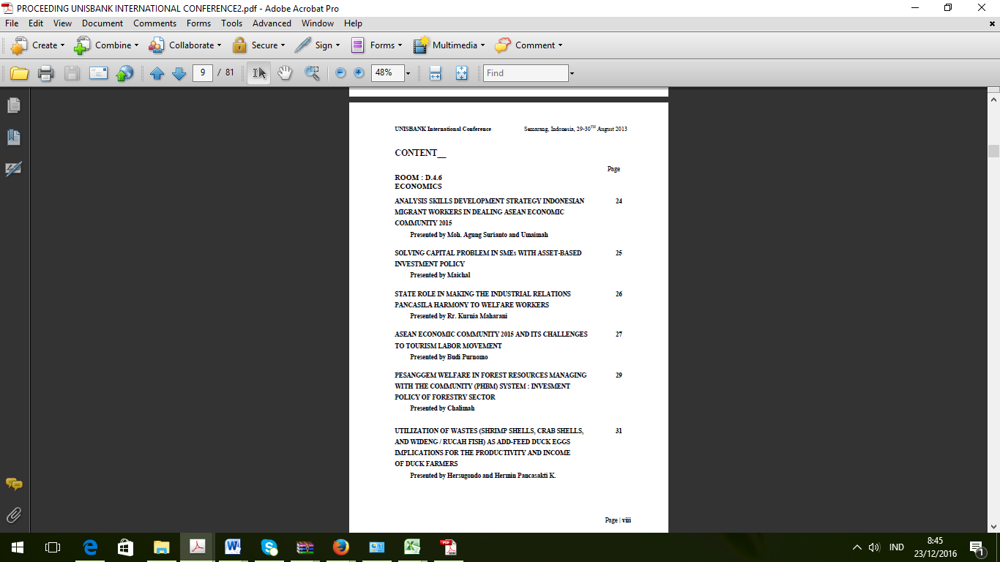 PROCEEDING UNISBANK INTERNATIONAL CONFERENCE2.pdf - Adobe Acrobat Pro
File Edit View Document Comments Forms Tools Advanced Window Help
Create Combine Collaborate Secure Sign Forms Multimedia Comment
9 / 81 48% Find
UNISBANK International Conference Semarang, Indonesia, 29-30TH August 2013
CONTENT__
Page
ROOM : D.4.6
ECONOMICS
ANALYSIS SKILLS DEVELOPMENT STRATEGY INDONESIAN 24
MIGRANT WORKERS IN DEALING ASEAN ECONOMIC
COMMUNITY 2015
Presented by Moh. Agung Surianto and Umaimah
SOLVING CAPITAL PROBLEM IN SMEs WITH ASSET-BASED 25
INVESTMENT POLICY
Presented by Maichal
STATE ROLE IN MAKING THE INDUSTRIAL RELATIONS 26
PANCASILA HARMONY TO WELFARE WORKERS
Presented by Rr. Kurnia Maharani
ASEAN ECONOMIC COMMUNITY 2015 AND ITS CHALLENGES 27
TO TOURISM LABOR MOVEMENT
Presented by Budi Purnomo
PESANGGEM WELFARE IN FOREST RESOURCES MANAGING 29
WITH THE COMMUNITY (PHBM) SYSTEM : INVESMENT
POLICY OF FORESTRY SECTOR
Presented by Chalimah
UTILIZATION OF WASTES (SHRIMP SHELLS, CRAB SHELLS, 31
AND WIDENG / RUCAH FISH) AS ADD-FEED DUCK EGGS
IMPLICATIONS FOR THE PRODUCTIVITY AND INCOME
OF DUCK FARMERS
Presented by Hersugondo and Hermin Pancasakti K.
Page | viii
IND
8:45
23/12/2016
1